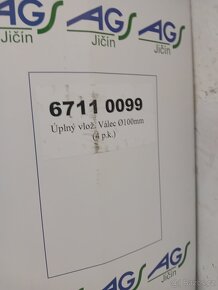 AGS
Jičín
AGS
Jičín
6711 0099
Úplný vlož. Válec Ø100mm
(4 p.k.)
AGS
Jičín
AGS
Jičín